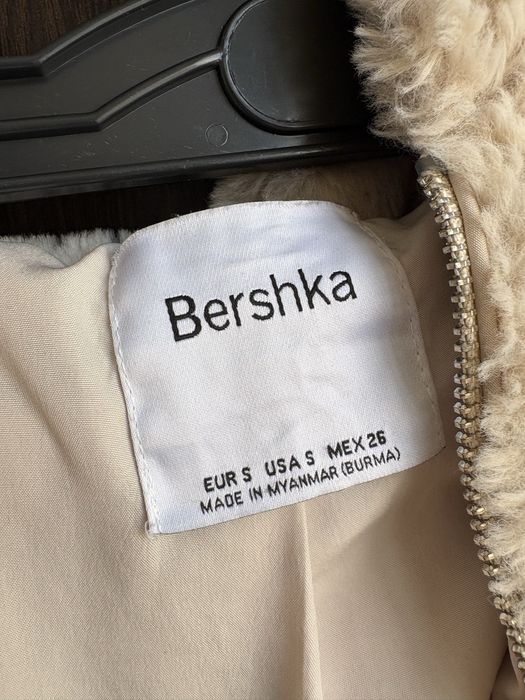 Bershka
EUR S USA S MEX 26
MADE IN MYANMAR (BURMA)